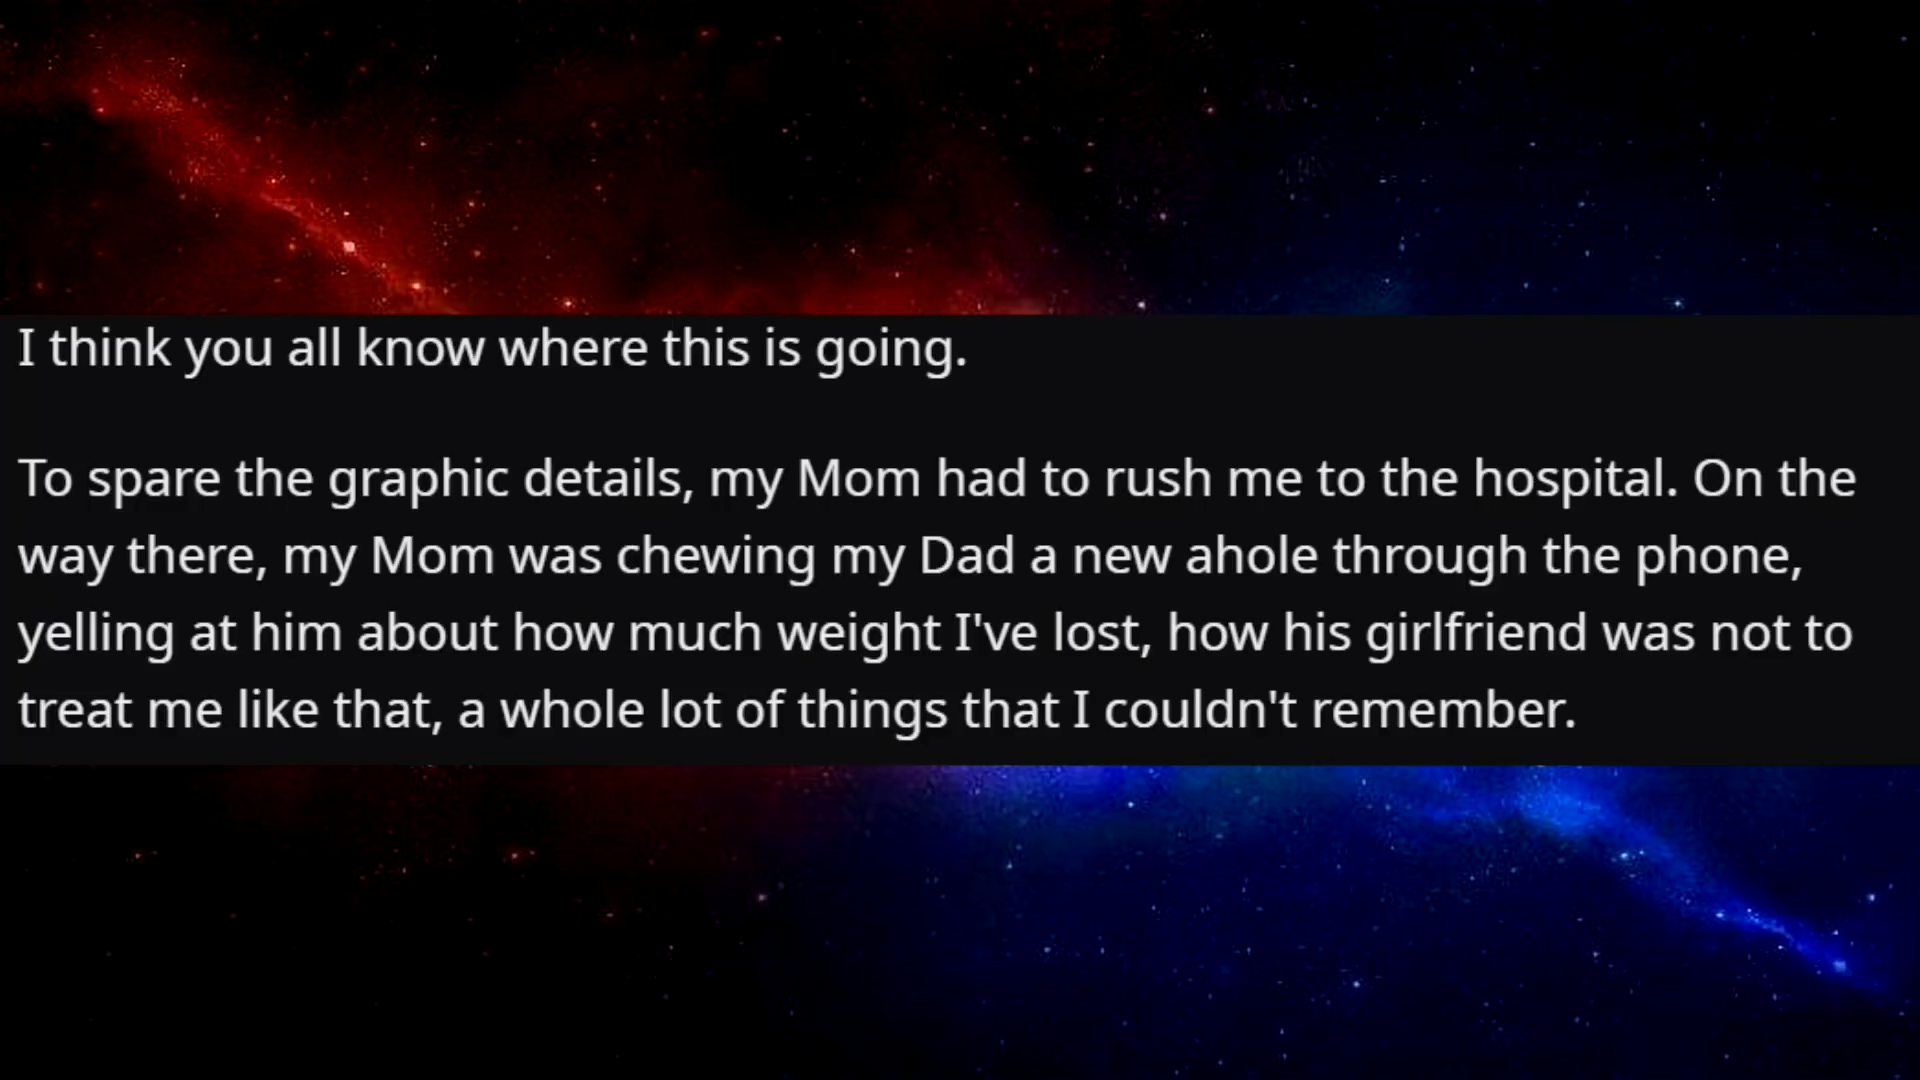 I think you all know where this is going.
To spare the graphic details, my Mom had to rush me to the hospital. On the
way there, my Mom was chewing my Dad a new ahole through the phone,
yelling at him about how much weight I've lost, how his girlfriend was not to
treat me like that, a whole lot of things that I couldn't remember.